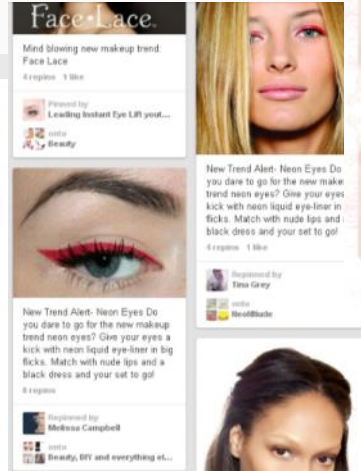 Face Lace.
Mind blowing new makeup trend:
Face Lace
4 repins 1 like
Pinned by
Leading Instant Eye Lift yout...
onto
Beauty
New Trend Alert- Neon Eyes Do
you dare to go for the new makeup
trend neon eyes? Give your eyes a
kick with neon liquid eye-liner in big
flicks. Match with nude lips and a
black dress and your set to go!
8 repins
Repinned by
Melissa Campbell
onto
Beauty, DIY and everything el...
New Trend Alert- Neon Eyes Do
you dare to go for the new make
trend neon eyes? Give your eyes
kick with neon liquid eye-liner in
flicks. Match with nude lips and
black dress and your set to go!
4 repins 1 like
Repinned by
Tina Grey
onto